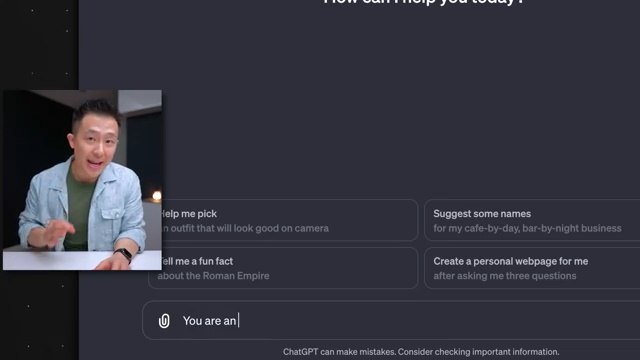 How can I help you today?
Help me pick
an outfit that will look good on camera
Suggest some names
for my cafe-by-day, bar-by-night business
Tell me a fun fact
about the Roman Empire
Create a personal webpage for me
after asking me three questions
You are an
ChatGPT can make mistakes. Consider checking important information.